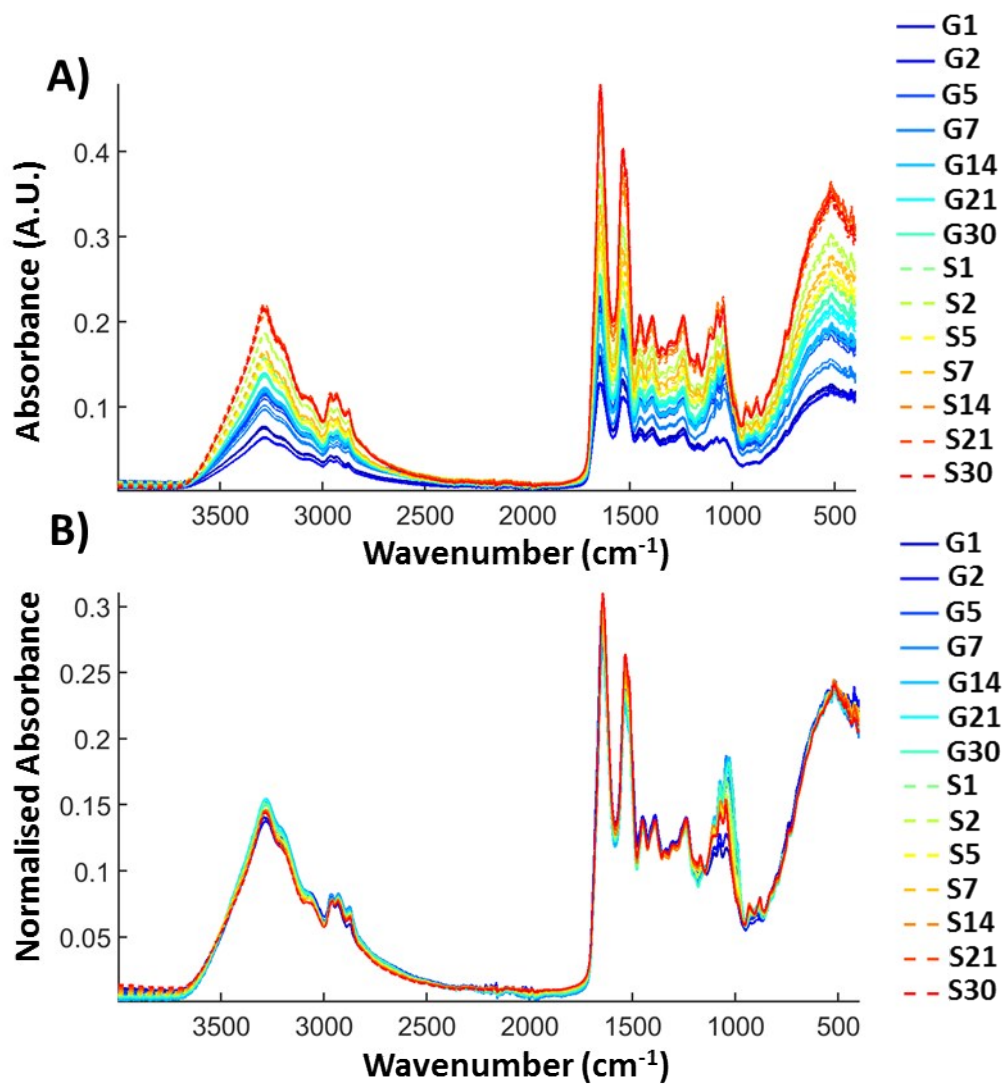 A)
Absorbance (A.U.)
0.4
0.3
0.2
0.1
3500 3000 2500 2000 1500 1000 500
Wavenumber (cm-1)
G1
G2
G5
G7
G14
G21
G30
S1
S2
S5
S7
S14
S21
S30
B)
Normalised Absorbance
0.3
0.25
0.2
0.15
0.1
0.05
3500 3000 2500 2000 1500 1000 500
Wavenumber (cm-1)
G1
G2
G5
G7
G14
G21
G30
S1
S2
S5
S7
S14
S21
S30